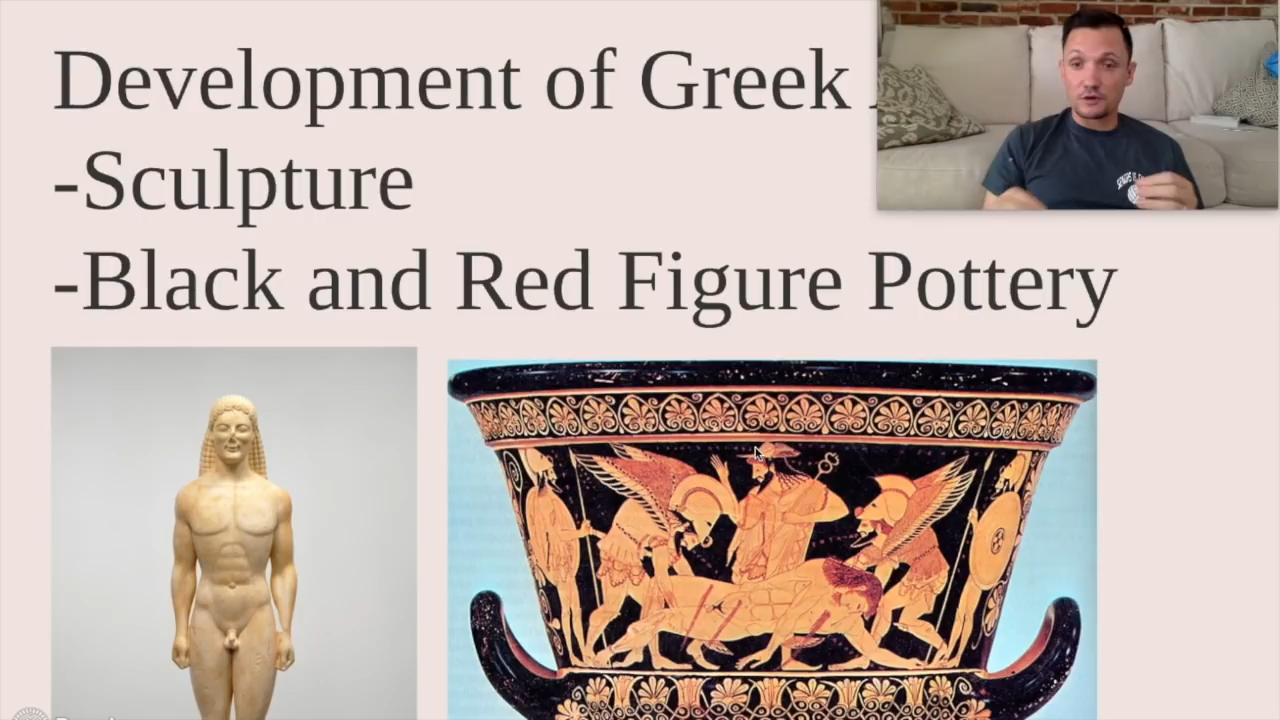 Development of Greek
-Sculpture
-Black and Red Figure Pottery